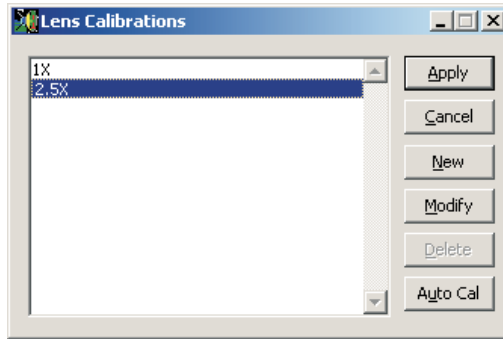 Lens Calibrations
1X
2.5X
Apply
Cancel
New
Modify
Delete
Auto Cal